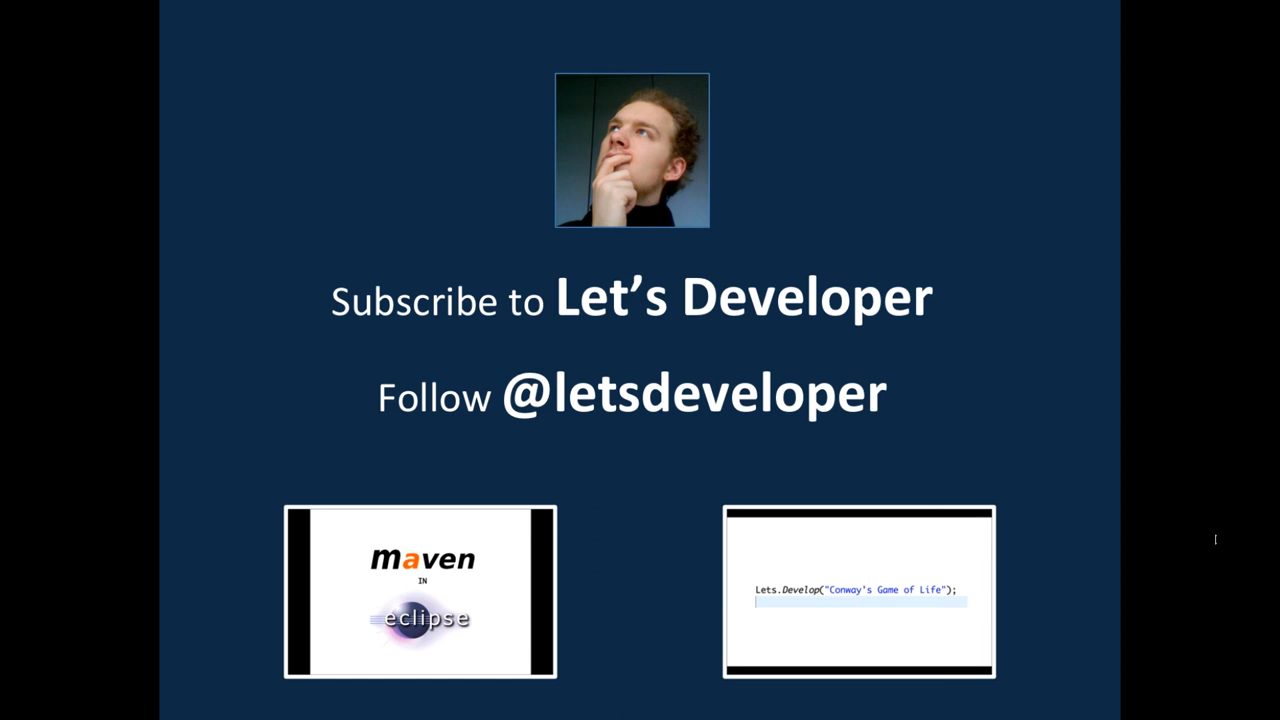 Subscribe to Let’s Developer
Follow @letsdeveloper
maven
IN
eclipse
Lets.Develop("Conway's Game of Life");